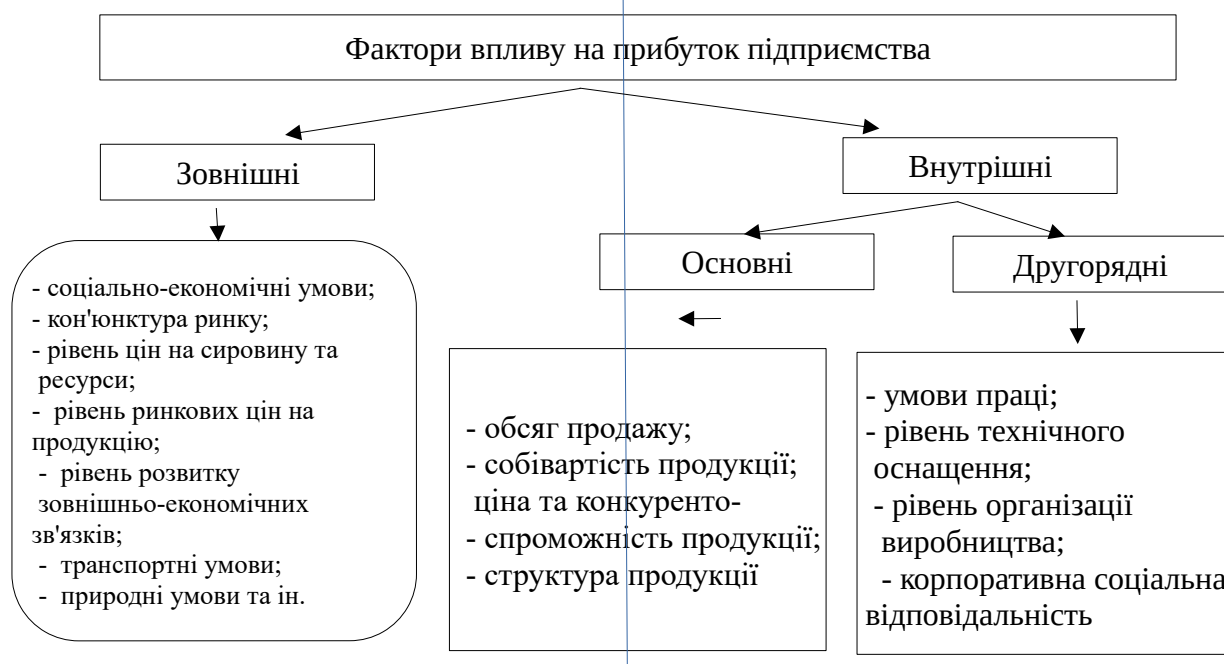 Фактори впливу на прибуток підприємства
Зовнішні
Внутрішні
Основні
Другорядні
- соціально-економічні умови;
- кон'юнктура ринку;
- рівень цін на сировину та
ресурси;
- рівень ринкових цін на
продукцію;
- рівень розвитку
зовнішньо-економічних
зв'язків;
- транспортні умови;
- природні умови та ін.
- обсяг продажу;
- собівартість продукції;
ціна та конкуренто-
- спроможність продукції;
- структура продукції
- умови праці;
- рівень технічного
оснащення;
- рівень організації
виробництва;
- корпоративна соціальна
відповідальність